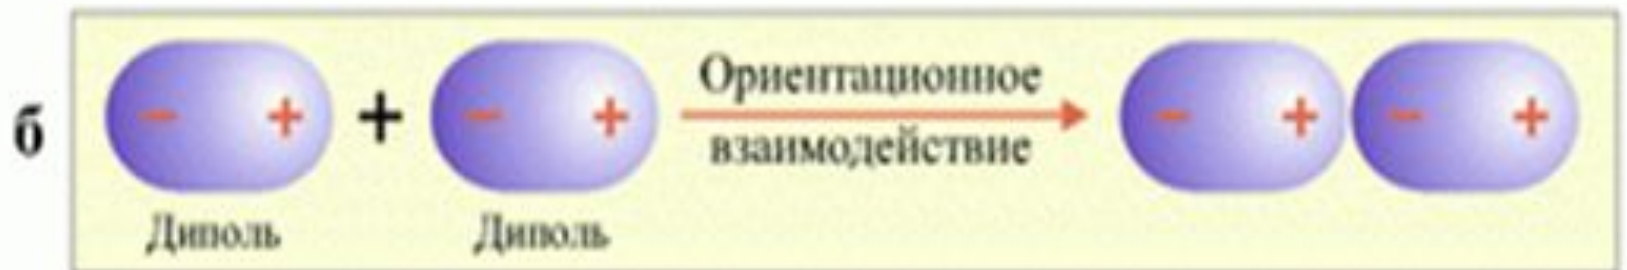 б
− + + − +
Ориентационное
взаимодействие
− + − +
Диполь Диполь